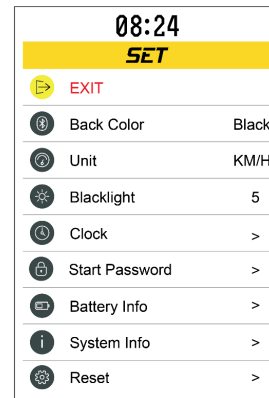 08:24
SET
EXIT
Back Color Black
Unit KM/H
Blacklight 5
Clock >
Start Password >
Battery Info >
System Info >
Reset >